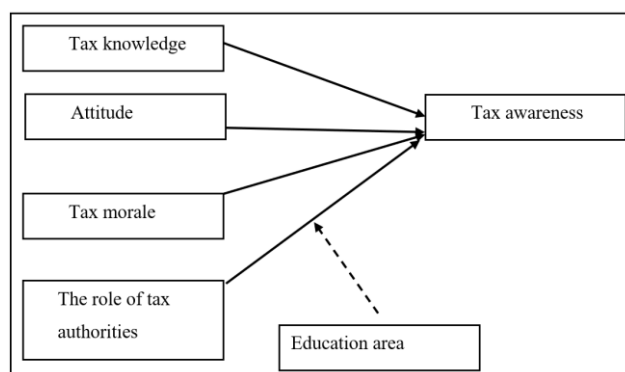 Tax knowledge
Attitude
Tax awareness
Tax morale
The role of tax
authorities
Education area